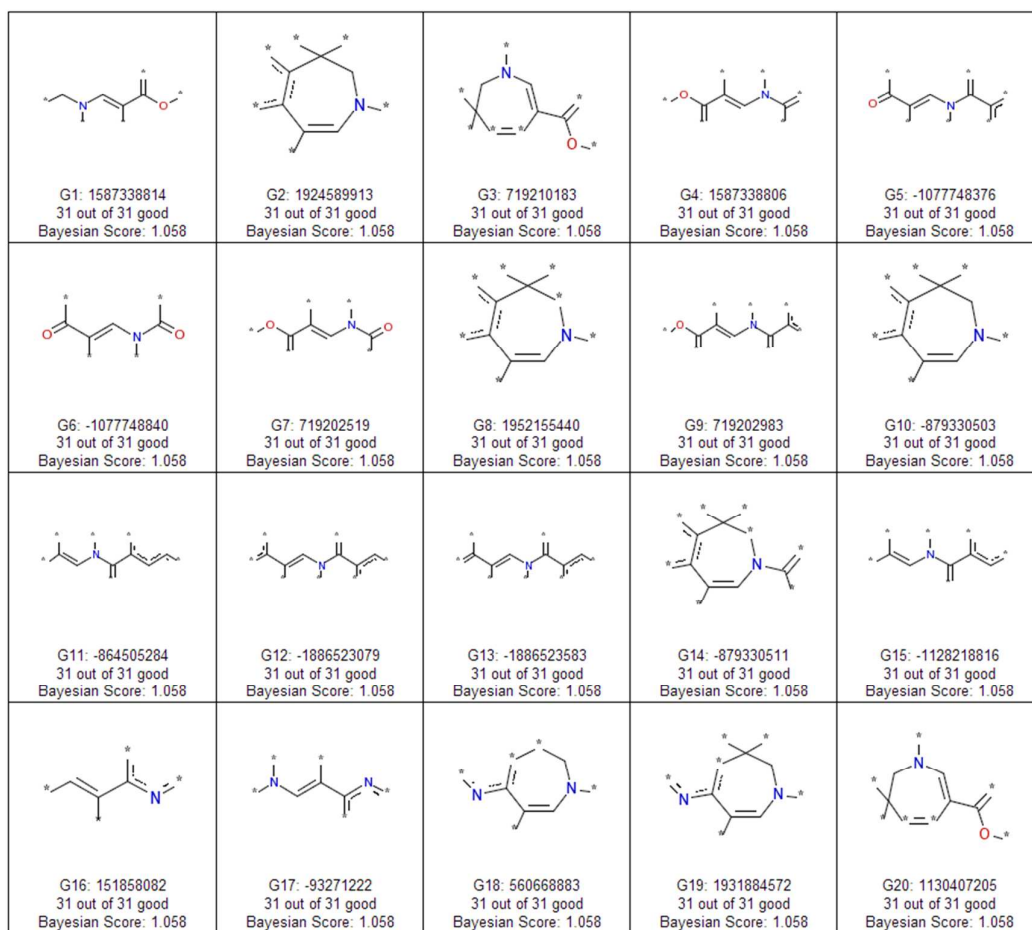 G1: 1587338814
31 out of 31 good
Bayesian Score: 1.058
G2: 1924589913
31 out of 31 good
Bayesian Score: 1.058
G3: 719210183
31 out of 31 good
Bayesian Score: 1.058
G4: 1587338806
31 out of 31 good
Bayesian Score: 1.058
G5: -1077748376
31 out of 31 good
Bayesian Score: 1.058
G6: -1077748840
31 out of 31 good
Bayesian Score: 1.058
G7: 719202519
31 out of 31 good
Bayesian Score: 1.058
G8: 1952155440
31 out of 31 good
Bayesian Score: 1.058
G9: 719202983
31 out of 31 good
Bayesian Score: 1.058
G10: -879330503
31 out of 31 good
Bayesian Score: 1.058
G11: -864505284
31 out of 31 good
Bayesian Score: 1.058
G12: -1886523079
31 out of 31 good
Bayesian Score: 1.058
G13: -1886523583
31 out of 31 good
Bayesian Score: 1.058
G14: -879330511
31 out of 31 good
Bayesian Score: 1.058
G15: -1128218816
31 out of 31 good
Bayesian Score: 1.058
G16: 151858082
31 out of 31 good
Bayesian Score: 1.058
G17: -93271222
31 out of 31 good
Bayesian Score: 1.058
G18: 560668883
31 out of 31 good
Bayesian Score: 1.058
G19: 1931884572
31 out of 31 good
Bayesian Score: 1.058
G20: 1130407205
31 out of 31 good
Bayesian Score: 1.058